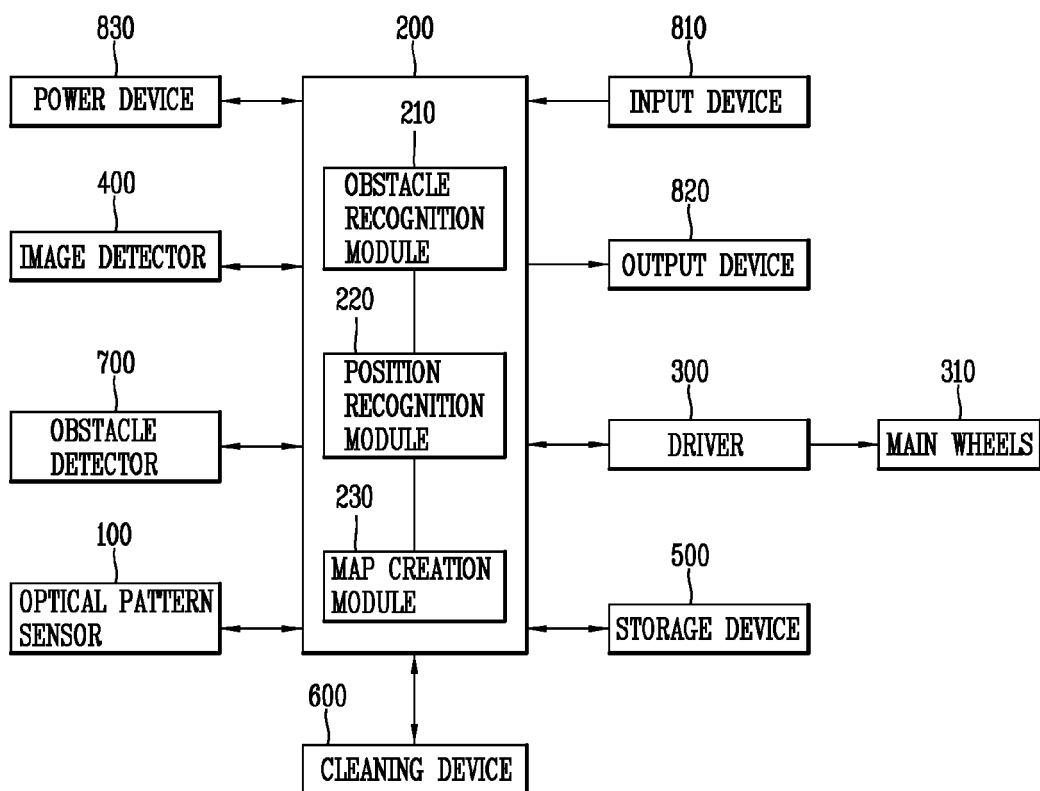 830
200
810
POWER DEVICE
INPUT DEVICE
210
OBSTACLE
RECOGNITION
MODULE
400
820
IMAGE DETECTOR
OUTPUT DEVICE
220
POSITION
RECOGNITION
MODULE
700
300
310
OBSTACLE
DETECTOR
DRIVER
MAIN WHEELS
230
MAP CREATION
MODULE
100
500
OPTICAL PATTERN
SENSOR
STORAGE DEVICE
600
CLEANING DEVICE